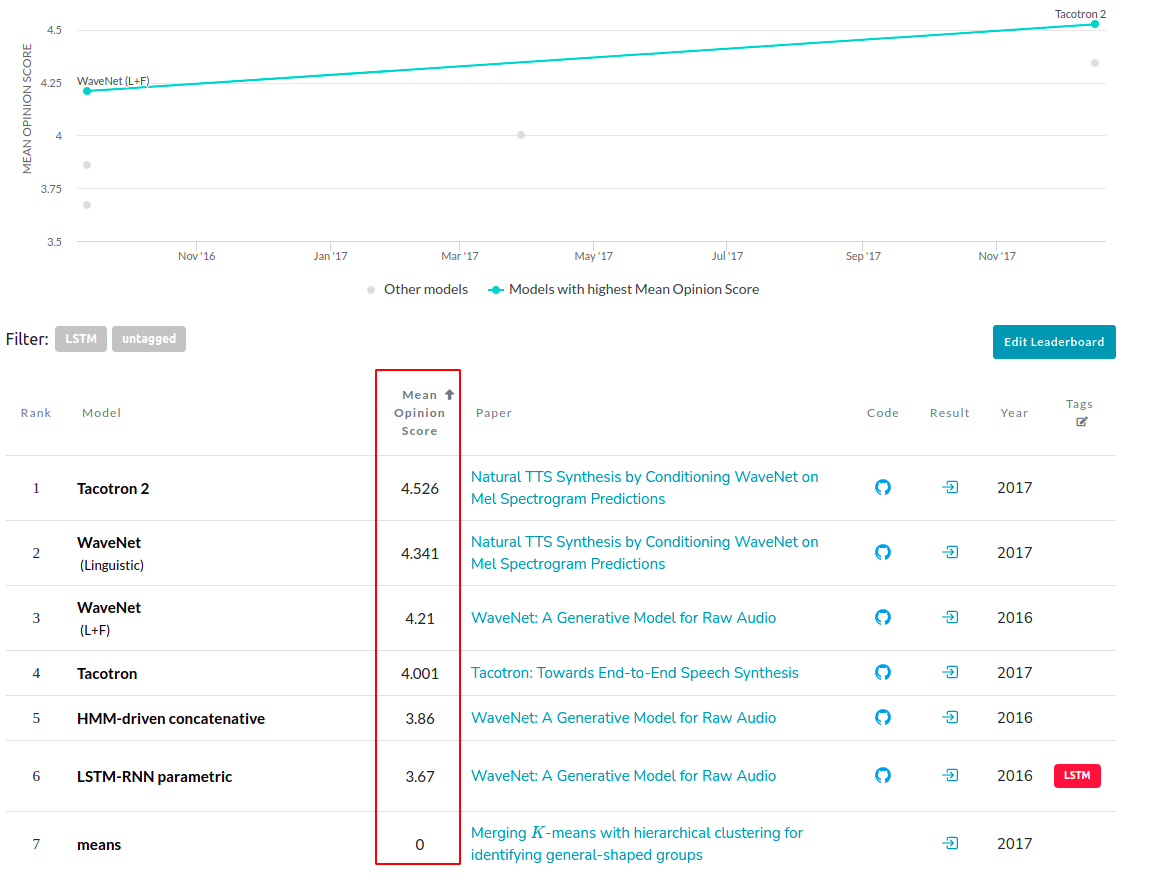 Tacotron 2
4.5
WaveNet (L+F)
4.25
MEAN OPINION SCORE
4
3.75
3.5
Nov '16 Jan '17 Mar '17 May '17 Jul '17 Sep '17 Nov '17
Other models Models with highest Mean Opinion Score
Filter: LSTM untagged Edit Leaderboard
Rank Model Mean Opinion Score Paper Code Result Year Tags
1 Tacotron 2 4.526 Natural TTS Synthesis by Conditioning WaveNet on
Mel Spectrogram Predictions 2017
2 WaveNet
(Linguistic) 4.341 Natural TTS Synthesis by Conditioning WaveNet on
Mel Spectrogram Predictions 2017
3 WaveNet
(L+F) 4.21 WaveNet: A Generative Model for Raw Audio 2016
4 Tacotron 4.001 Tacotron: Towards End-to-End Speech Synthesis 2017
5 HMM-driven concatenative 3.86 WaveNet: A Generative Model for Raw Audio 2016
6 LSTM-RNN parametric 3.67 WaveNet: A Generative Model for Raw Audio 2016 LSTM
7 means 0 Merging K-means with hierarchical clustering for
identifying general-shaped groups 2017